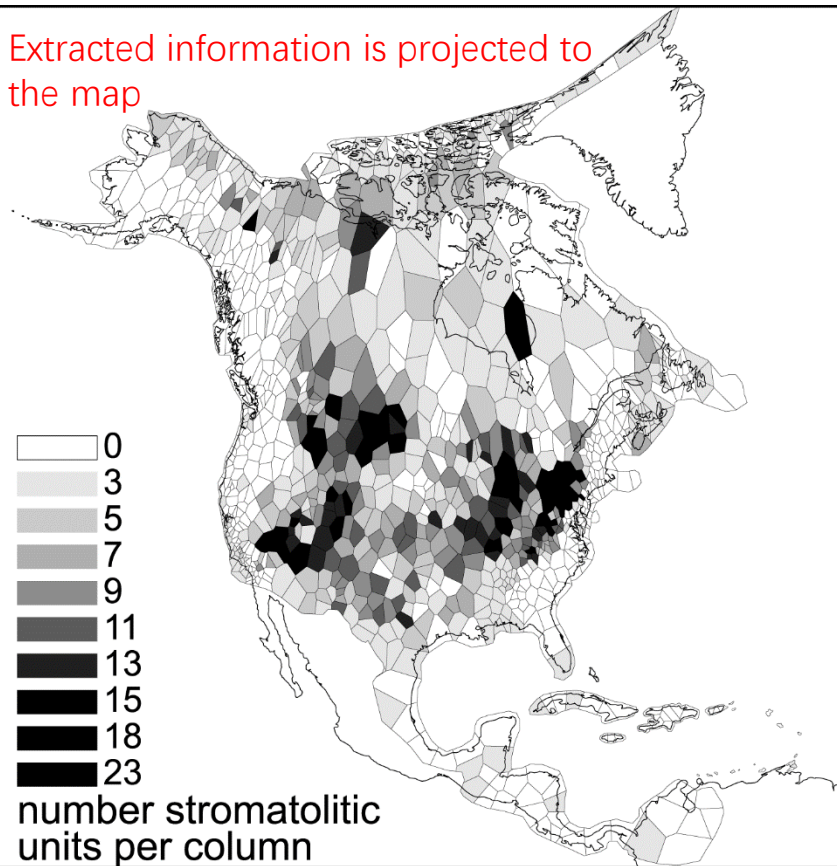 Extracted information is projected to
the map
0
3
5
7
9
11
13
15
18
23
number stromatolitic
units per column